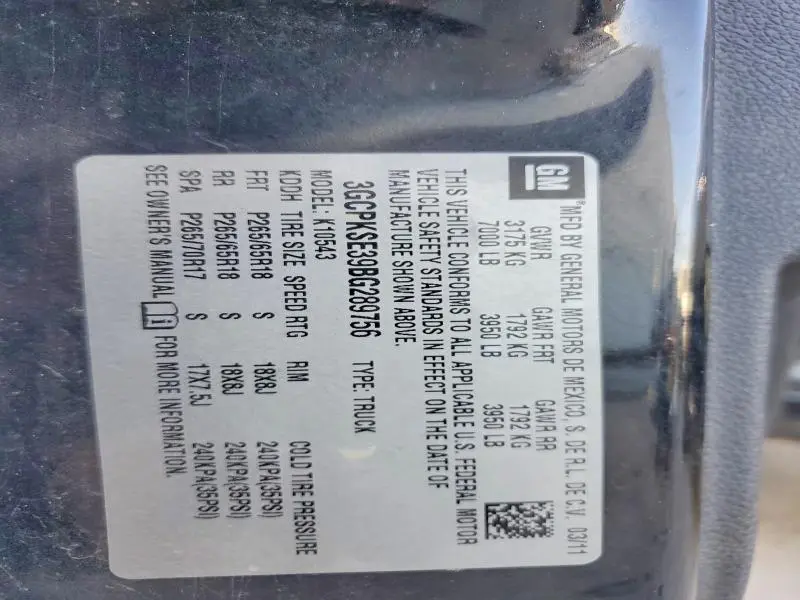 GM
®MFD BY GENERAL MOTORS DE MEXICO, S. DE R.L. DE C.V. 03/11
GVWR GAWR FRT GAWR RR
3175 KG 1792 KG 1792 KG
7000 LB 3950 LB 3950 LB
THIS VEHICLE CONFORMS TO ALL APPLICABLE U.S. FEDERAL MOTOR
VEHICLE SAFETY STANDARDS IN EFFECT ON THE DATE OF
MANUFACTURE SHOWN ABOVE.
3GCPKSE39BG289756 TYPE: TRUCK
MODEL: K10543
KDDH TIRE SIZE SPEED RTG RIM COLD TIRE PRESSURE
FRT P265/65R18 S 18X8J 240KPA(35PSI)
RR P265/65R18 S 18X8J 240KPA(35PSI)
SPA P265/70R17 S 17X7.5J 240KPA(35PSI)
SEE OWNER'S MANUAL FOR MORE INFORMATION.